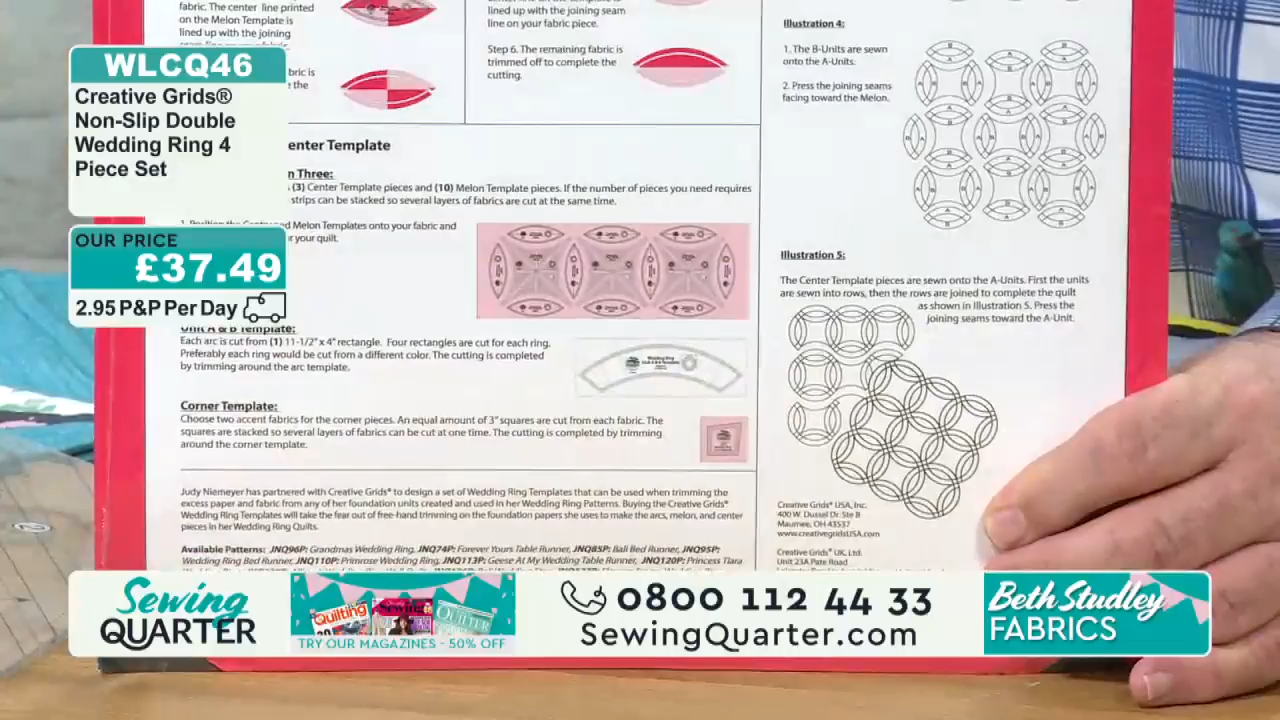 fabric. The center line printed
on the Melon Template is
lined up with the joining
bric is
the
lined up with the joining seam
line on your fabric piece.
Step 6. The remaining fabric is
trimmed off to complete the
cutting.
enter Template
n Three:
(3) Center Template pieces and (10) Melon Template pieces. If the number of pieces you need requires
strips can be stacked so several layers of fabrics are cut at the same time.
Melon Templates onto your fabric and
your quilt.
Unit A & B Template:
Each arc is cut from (1) 11-1/2" x 4" rectangle. Four rectangles are cut for each ring.
Preferably each ring would be cut from a different color. The cutting is completed
by trimming around the arc template.
Corner Template:
Choose two accent fabrics for the corner pieces. An equal amount of 3" squares are cut from each fabric. The
squares are stacked so several layers of fabrics can be cut at one time. The cutting is completed by trimming
around the corner template.
Judy Niemeyer has partnered with Creative Grids® to design a set of Wedding Ring Templates that can be used when trimming the
excess paper and fabric from any of her foundation units created and used in her Wedding Ring Patterns. Buying the Creative Grids®
Wedding Ring Templates will take the fear out of free-hand trimming on the foundation papers she uses to make the arcs, melon, and center
pieces in her Wedding Ring Quilts.
Available Patterns: JNQ96P: Grandmas Wedding Ring, JNQ74P: Forever Yours Table Runner, JNQ85P: Bali Bed Runner, JNQ95P:
Wedding Ring Bed Runner, JNQ110P: Primrose Wedding Ring, JNQ113P: Geese At My Wedding Table Runner, JNQ120P: Princess Tiara
Illustration 4:
1. The B-Units are sewn
onto the A-Units.
2. Press the joining seams
facing toward the Melon.
Illustration 5:
The Center Template pieces are sewn onto the A-Units. First the units
are sewn into rows, then the rows are joined to complete the quilt
as shown in Illustration 5. Press the
joining seams toward the A-Unit.
Creative Grids® USA, Inc.
400 W. Dussel Dr. Ste B
Maumee, OH 43537
www.creativegridsUSA.com
Creative Grids® UK, Ltd.
Unit 23A Pate Road
WLCQ46
Creative Grids®
Non-Slip Double
Wedding Ring 4
Piece Set
OUR PRICE
£37.49
2.95 P&P Per Day
Sewing
QUARTER
Quilting
Sewing
QUILTER
TRY OUR MAGAZINES - 50% OFF
0800 112 44 33
SewingQuarter.com
Beth Studley
FABRICS